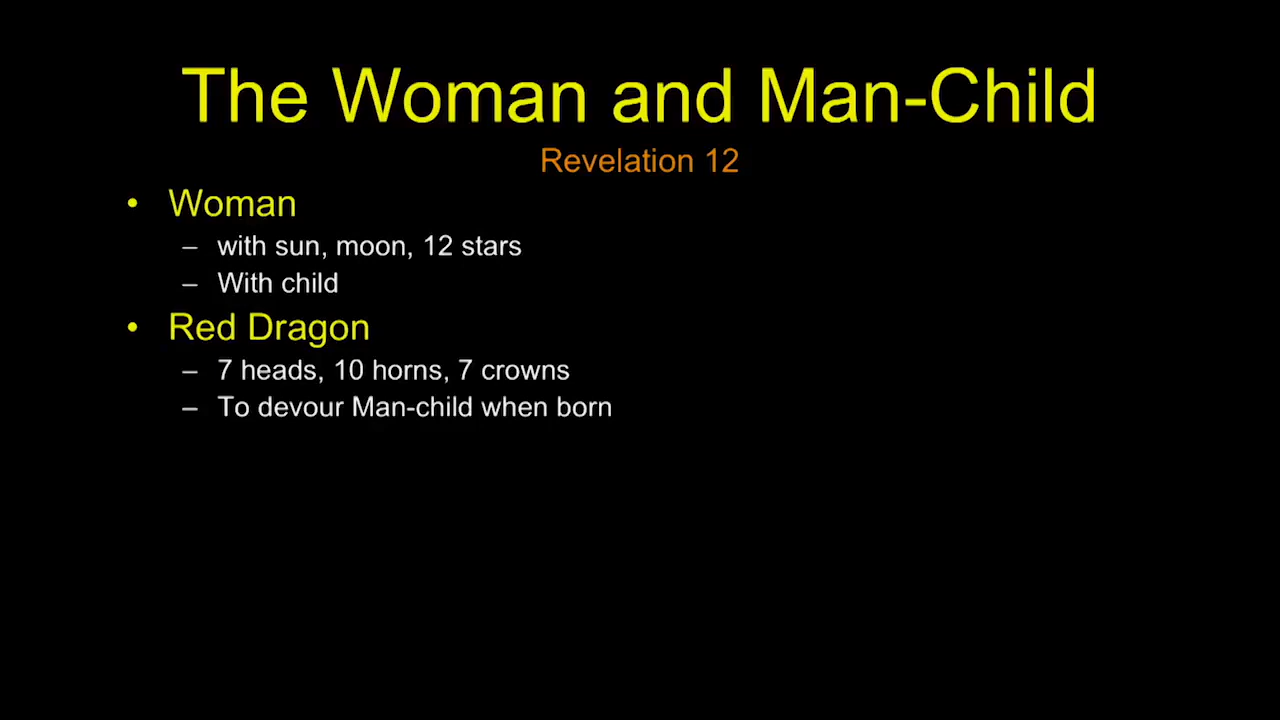 The Woman and Man-Child
Revelation 12
• Woman
– with sun, moon, 12 stars
– With child
• Red Dragon
– 7 heads, 10 horns, 7 crowns
– To devour Man-child when born